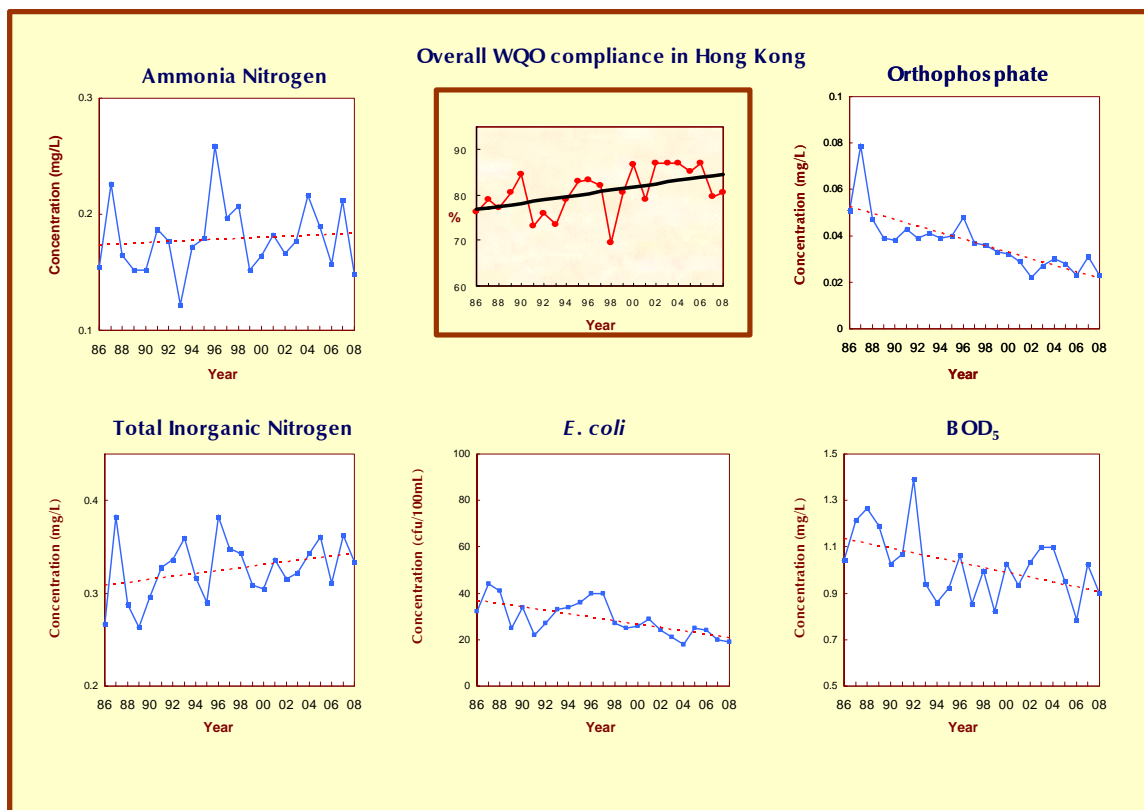 Overall WQO compliance in Hong Kong
Ammonia Nitrogen
Concentration (mg/L)
0.3
0.2
0.1
86 88 90 92 94 96 98 00 02 04 06 08
Year
90
80
%
70
60
86 88 90 92 94 96 98 00 02 04 06 08
Year
Orthophosphate
Concentration (mg/L)
0.1
0.08
0.06
0.04
0.02
0
86 88 90 92 94 96 98 00 02 04 06 08
Year
Total Inorganic Nitrogen
Concentration (mg/L)
0.4
0.3
0.2
86 88 90 92 94 96 98 00 02 04 06 08
Year
E. coli
Concentration (cfu/100mL)
100
80
60
40
20
0
86 88 90 92 94 96 98 00 02 04 06 08
Year
BOD₅
Concentration (mg/L)
1.5
1.3
1.1
0.9
0.7
0.5
86 88 90 92 94 96 98 00 02 04 06 08
Year